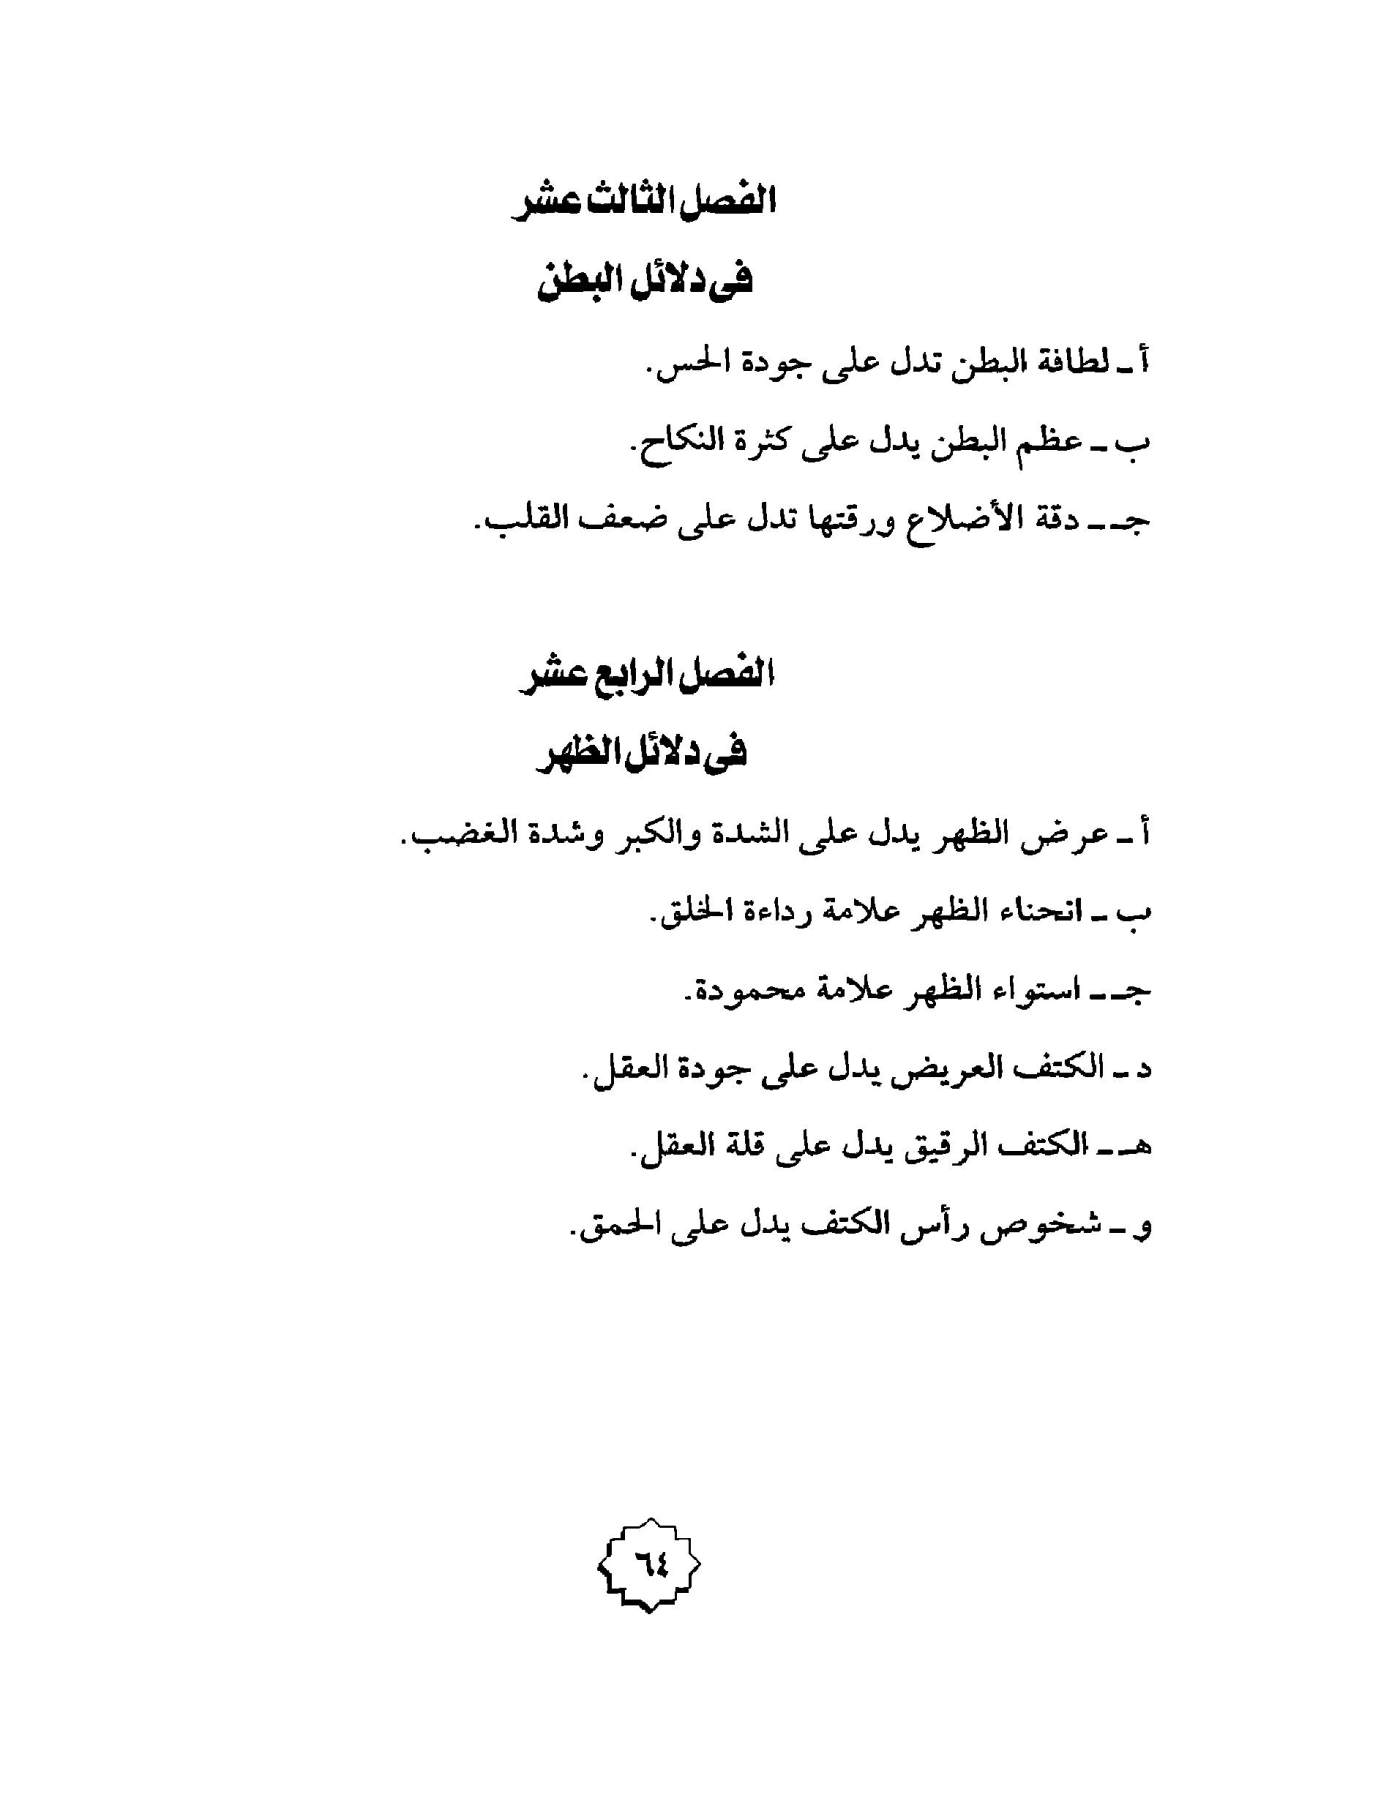 الفصل الثالث عشر
فى دلائل البطن
أ ـ لطافة البطن تدل على جودة الحس.
ب ـ عظم البطن يدل على كثرة النكاح.
جـ ـ دقة الأضلاع ورقتها تدل على ضعف القلب.
الفصل الرابع عشر
فى دلائل الظهر
أ ـ عرض الظهر يدل على الشدة والكبر وشدة الغضب.
ب ـ انحناء الظهر علامة رداءة الخلق.
جـ ـ استواء الظهر علامة محمودة.
د ـ الكتف العريض يدل على جودة العقل.
هـ ـ الكتف الرقيق يدل على قلة العقل.
و ـ شخوص رأس الكتف يدل على الحمق.
٦٤